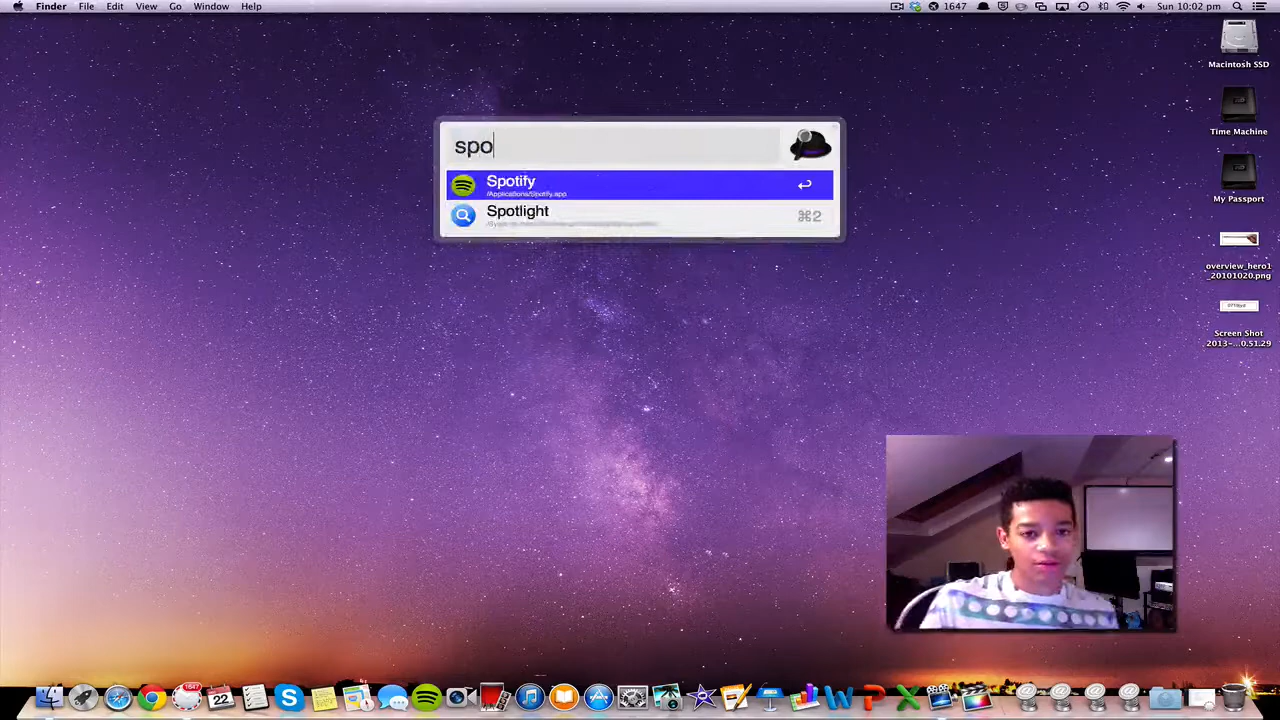 Finder File Edit View Go Window Help 1647 Sun 10:02 pm
Macintosh SSD
spo
Time Machine
Spotify
/Applications/Spotify.app
My Passport
Spotlight
⌘2
overview_hero1
_20101020.png
Screen Shot
2013-...0.51.29
1647
22